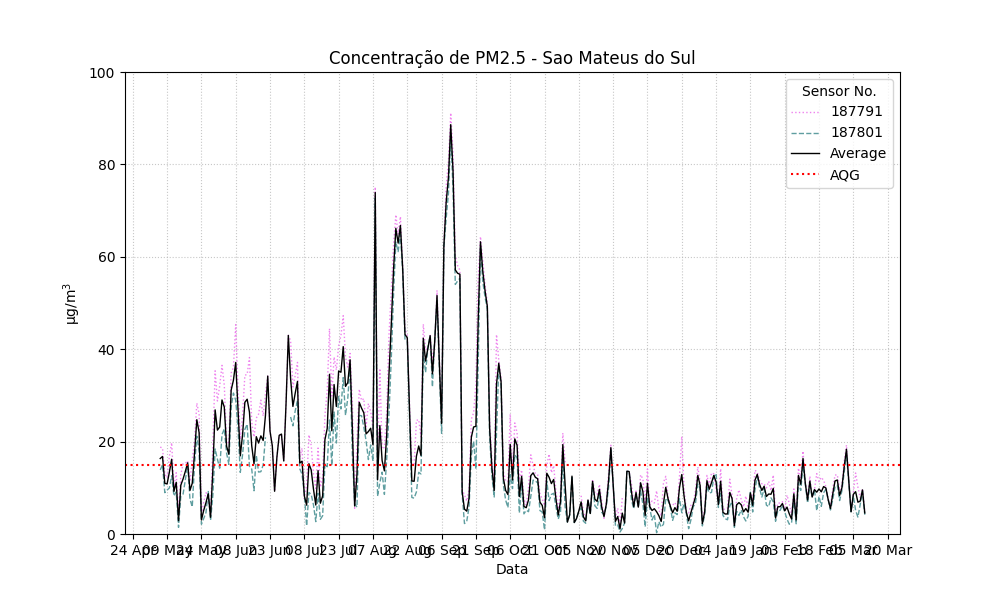 Concentração de PM2.5 - Sao Mateus do Sul
Sensor No.
187791
187801
Average
AQG
100
80
60
40
20
0
µg/m³
24 Apr 09 May 24 May 08 Jun 23 Jun 08 Jul 23 Jul 07 Aug 22 Aug 06 Sep 21 Sep 06 Oct 21 Oct 05 Nov 20 Nov 05 Dec 20 Dec 04 Jan 19 Jan 03 Feb 18 Feb 05 Mar 20 Mar
Data